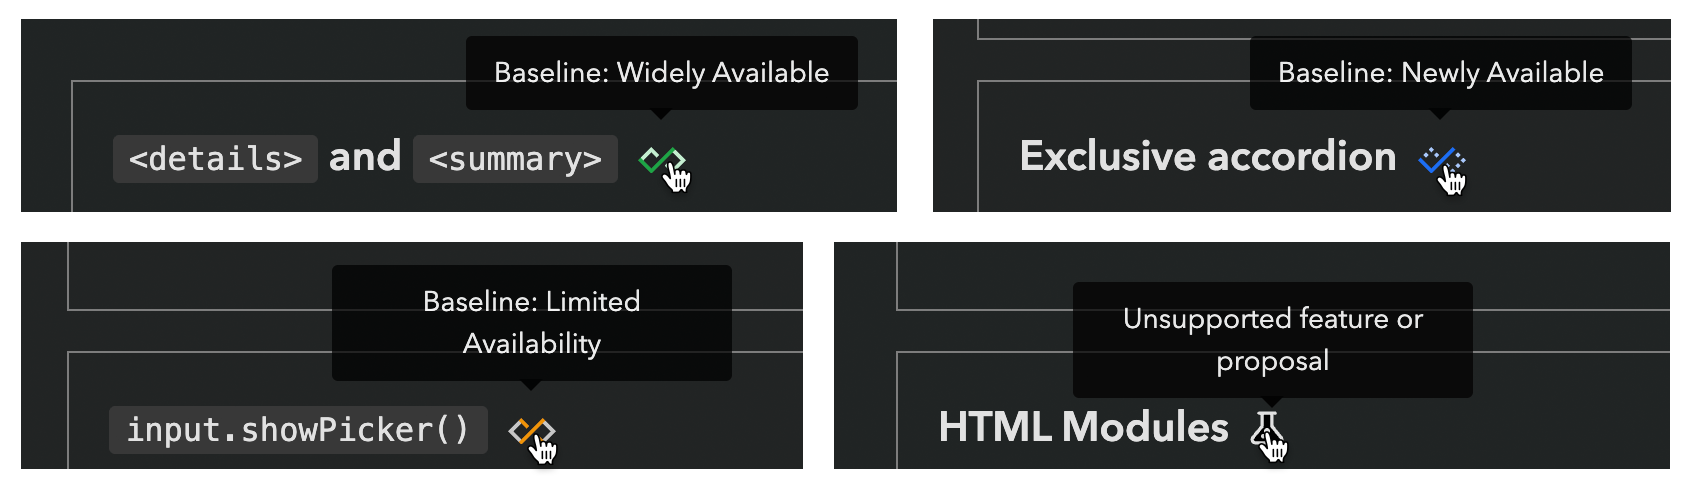 Baseline: Widely Available
<details> and <summary>
Baseline: Newly Available
Exclusive accordion
Baseline: Limited
Availability
input.showPicker()
Unsupported feature or
proposal
HTML Modules